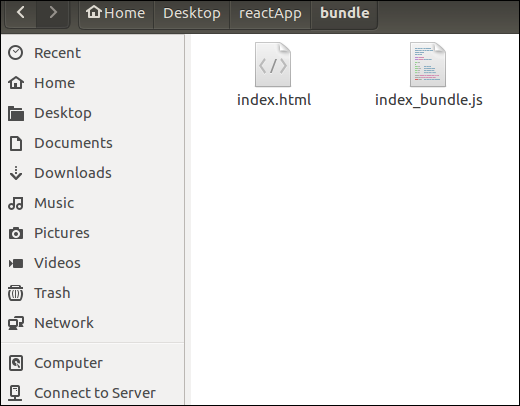 Home Desktop reactApp bundle
Recent
Home
Desktop
Documents
Downloads
Music
Pictures
Videos
Trash
Network
Computer
Connect to Server
index.html index_bundle.js